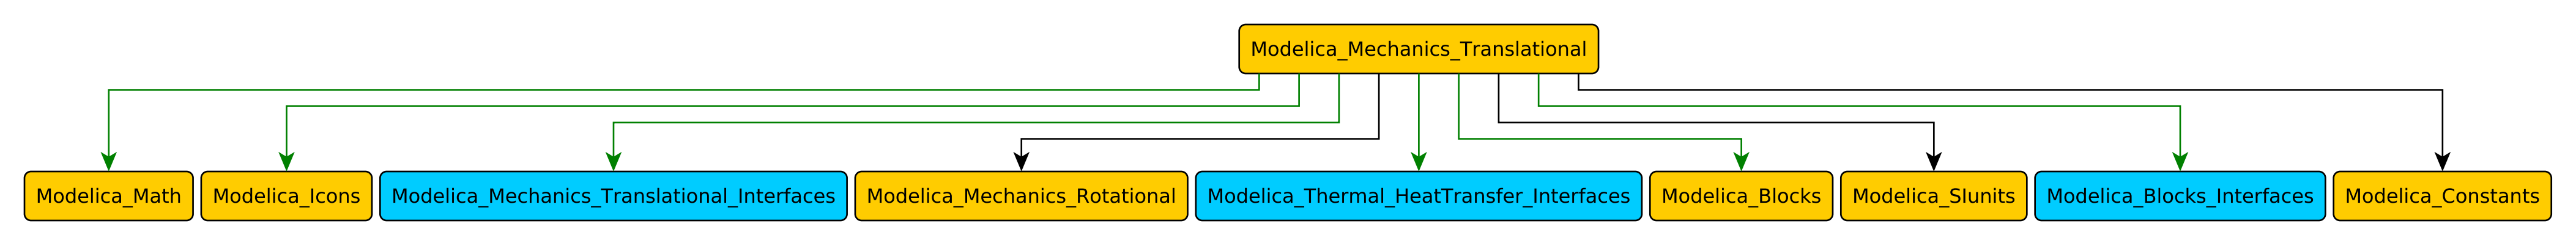 Modelica_Mechanics_Translational
Modelica_Math
Modelica_Icons
Modelica_Mechanics_Translational_Interfaces
Modelica_Mechanics_Rotational
Modelica_Thermal_HeatTransfer_Interfaces
Modelica_Blocks
Modelica_SIunits
Modelica_Blocks_Interfaces
Modelica_Constants